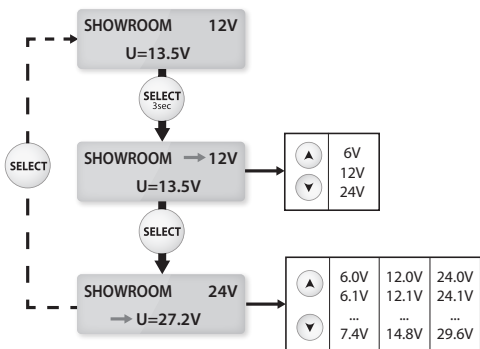 SHOWROOM 12V
U=13.5V
SELECT
3sec
SELECT
SHOWROOM → 12V
U=13.5V
6V
12V
24V
SELECT
SHOWROOM 24V
→ U=27.2V
6.0V 12.0V 24.0V
6.1V 12.1V 24.1V
... ... ...
7.4V 14.8V 29.6V